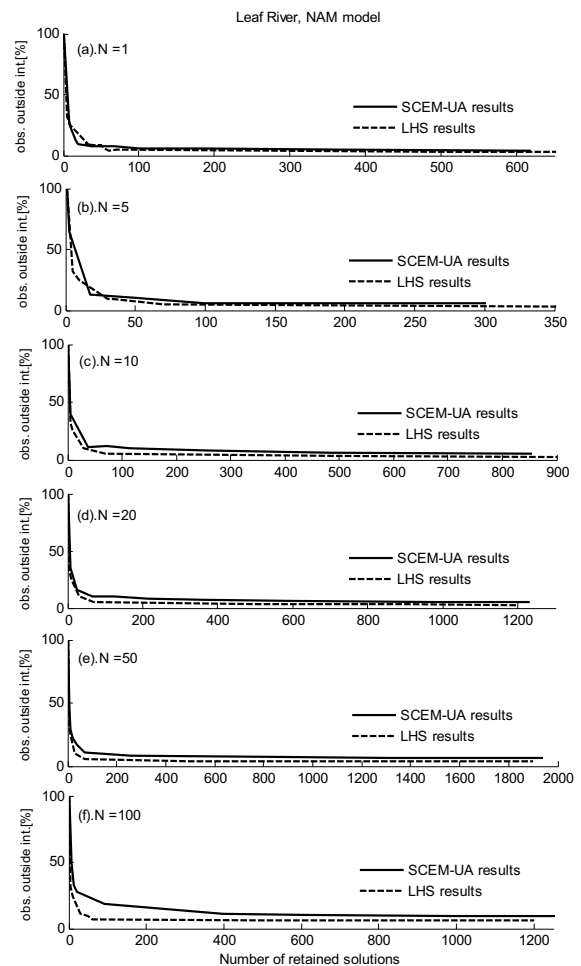 Leaf River, NAM model
(a).N =1
obs. outside int.[%]
100
50
0
SCEM-UA results
LHS results
0 100 200 300 400 500 600
(b).N =5
obs. outside int.[%]
100
50
0
SCEM-UA results
LHS results
0 50 100 150 200 250 300 350
(c).N =10
obs. outside int.[%]
100
50
0
SCEM-UA results
LHS results
0 100 200 300 400 500 600 700 800 900
(d).N =20
obs. outside int.[%]
100
50
0
SCEM-UA results
LHS results
0 200 400 600 800 1000 1200
(e).N =50
obs. outside int.[%]
100
50
0
SCEM-UA results
LHS results
0 200 400 600 800 1000 1200 1400 1600 1800 2000
(f).N =100
obs. outside int.[%]
100
50
0
SCEM-UA results
LHS results
0 200 400 600 800 1000 1200
Number of retained solutions